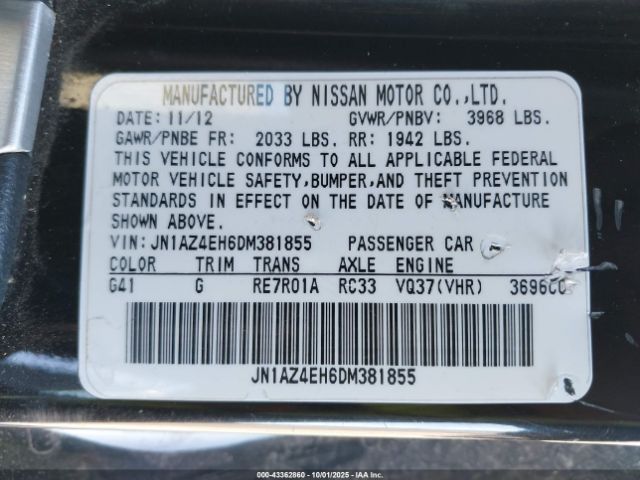 MANUFACTURED BY NISSAN MOTOR CO.,LTD.
DATE: 11/12 GVWR/PNBV: 3968 LBS.
GAWR/PNBE FR: 2033 LBS. RR: 1942 LBS.
THIS VEHICLE CONFORMS TO ALL APPLICABLE FEDERAL
MOTOR VEHICLE SAFETY,BUMPER,AND THEFT PREVENTION
STANDARDS IN EFFECT ON THE DATE OF MANUFACTURE
SHOWN ABOVE.
VIN:JN1AZ4EH6DM381855 PASSENGER CAR
COLOR TRIM TRANS AXLE ENGINE
G41 G RE7R01A RC33 VQ37(VHR)
JN1AZ4EH6DM381855
000-43362860 - 10/01/2025 - IAA Inc.